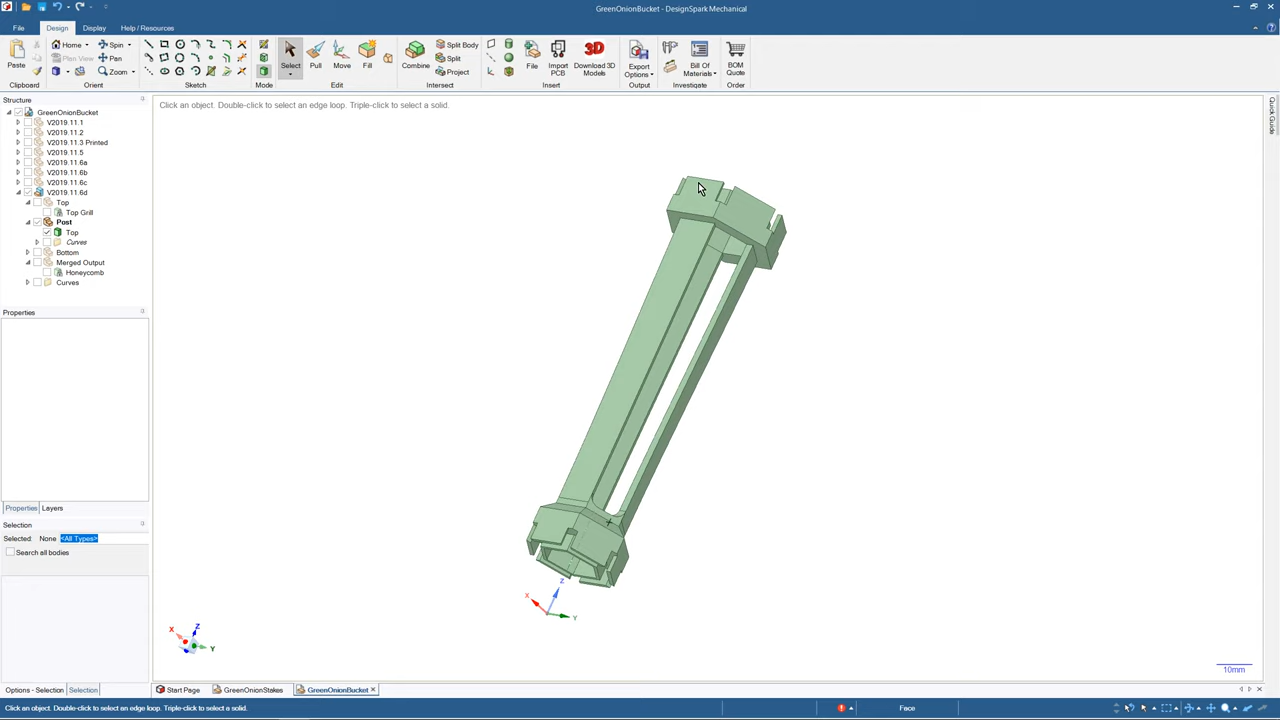 GreenOnionBucket - DesignSpark Mechanical
File
Design
Display
Help / Resources
Paste
Home
Plan View
Spin
Pan
Zoom
Select
Pull
Move
Fill
Combine
Split Body
Split
Project
File
Import PCB
Download 3D Models
Export Options
Bill Of Materials
BOM Quote
Clipboard
Orient
Sketch
Mode
Edit
Intersect
Insert
Output
Investigate
Order
Structure
Click an object. Double-click to select an edge loop. Triple-click to select a solid.
Quick Guide
GreenOnionBucket
V2019.11.1
V2019.11.2
V2019.11.3 Printed
V2019.11.5
V2019.11.6a
V2019.11.6b
V2019.11.6c
V2019.11.6d
Top
Top Grill
Post
Top
Curves
Bottom
Merged Output
Honeycomb
Curves
Properties
Properties
Layers
Selection
Selected: None <All Types>
Search all bodies
X
Z
Y
X
Z
Y
10mm
Options - Selection
Selection
Start Page
GreenOnionStakes
GreenOnionBucket
Click an object. Double-click to select an edge loop. Triple-click to select a solid.
Face